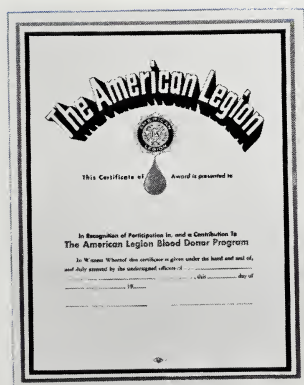 The American Legion
This Certificate of Award is presented to
In Recognition of Participation in, and a Contribution To
The American Legion Blood Donor Program
In Witness Whereof this certificate is given under the hand and seal of,
and duly attested by the undersigned officers of
, this day of
19